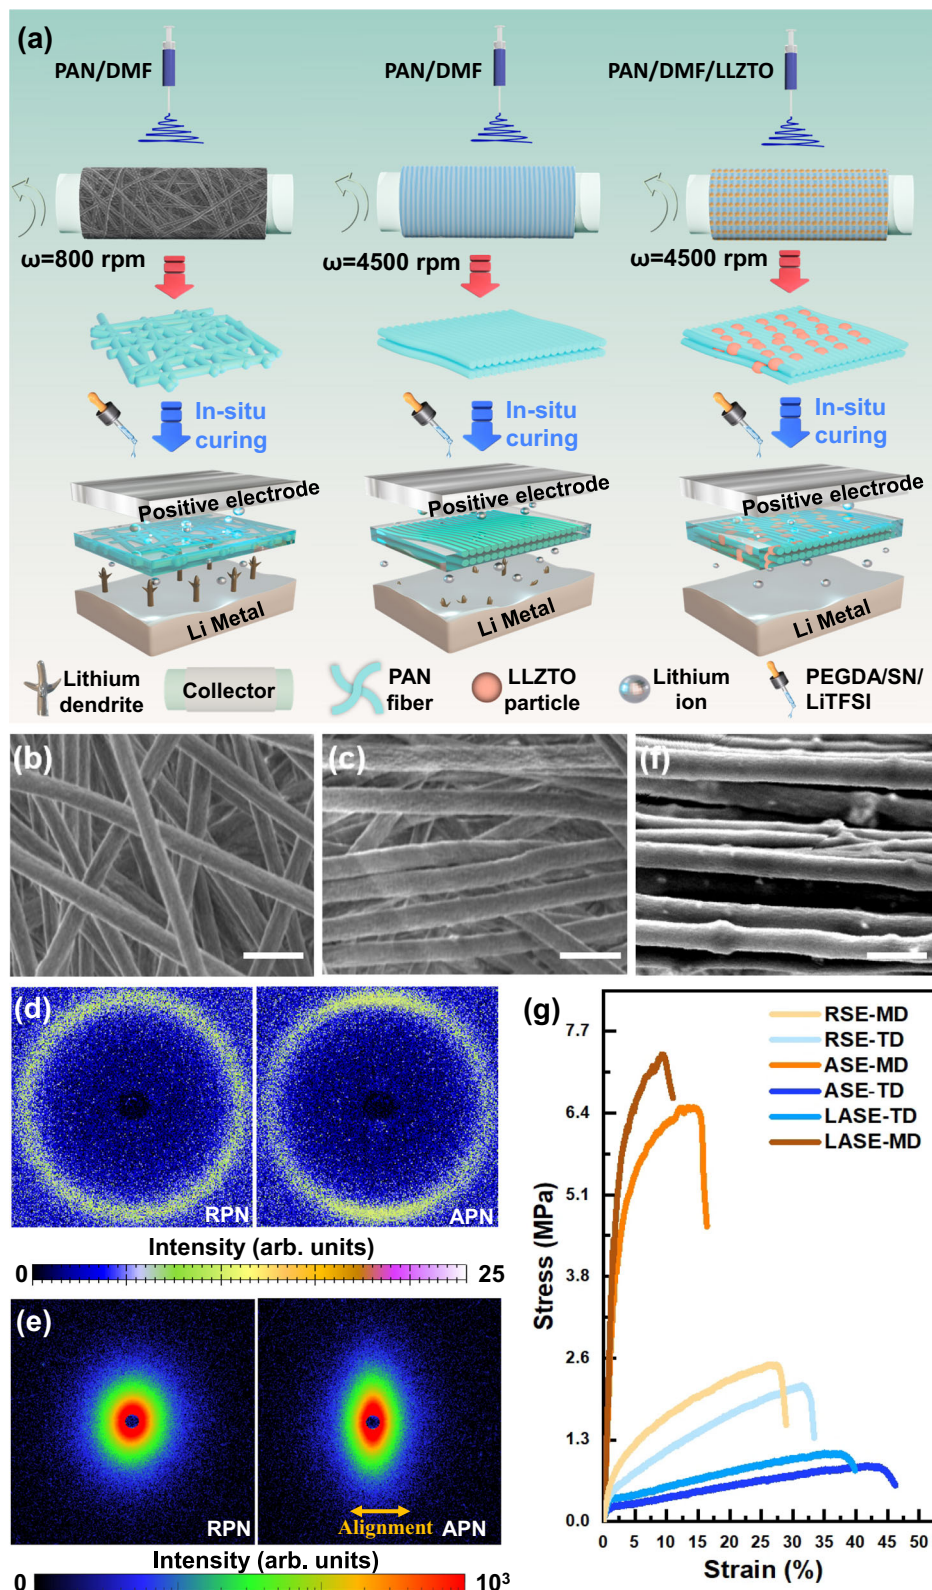 (a)
PAN/DMF
PAN/DMF
PAN/DMF/LLZTO
ω=800 rpm
ω=4500 rpm
ω=4500 rpm
In-situ
curing
In-situ
curing
In-situ
curing
Positive electrode
Positive electrode
Positive electrode
Li Metal
Li Metal
Li Metal
Lithium
dendrite
Collector
PAN
fiber
LLZTO
particle
Lithium
ion
PEGDA/SN/
LiTFSI
(b)
(c)
(f)
(d)
RPN
APN
Intensity (arb. units)
0
25
(e)
RPN
Alignment
APN
Intensity (arb. units)
0
10³
(g)
RSE-MD
RSE-TD
ASE-MD
ASE-TD
LASE-TD
LASE-MD
7.7
6.4
5.1
3.8
2.6
1.3
0.0
Stress (MPa)
0 5 10 15 20 25 30 35 40 45 50
Strain (%)